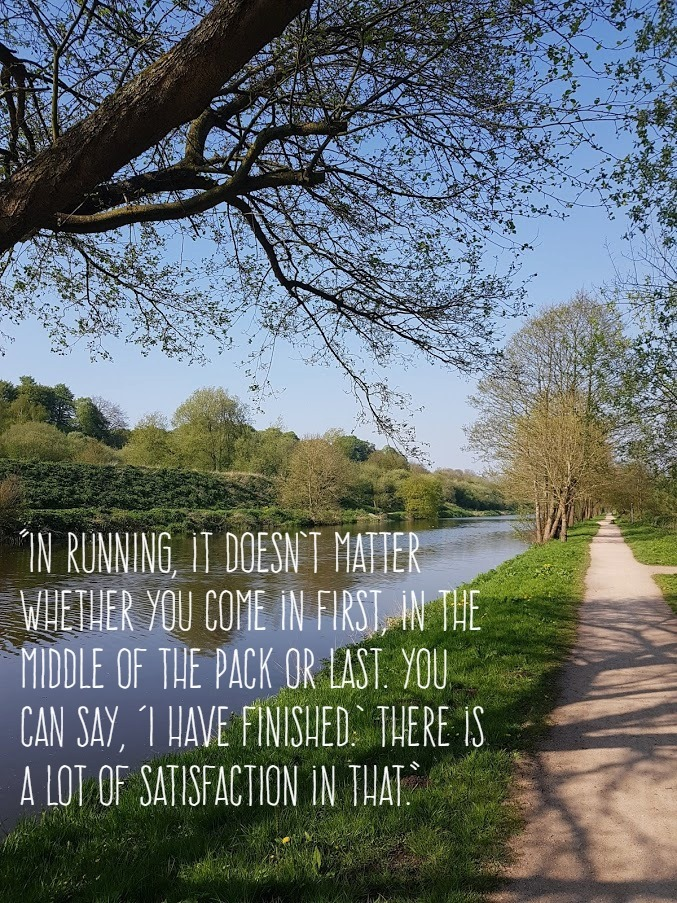 "IN RUNNING, IT DOESN`T MATTER
WHETHER YOU COME IN FIRST, IN THE
MIDDLE OF THE PACK OR LAST. YOU
CAN SAY, ´I HAVE FINISHED.` THERE IS
A LOT OF SATISFACTION IN THAT."